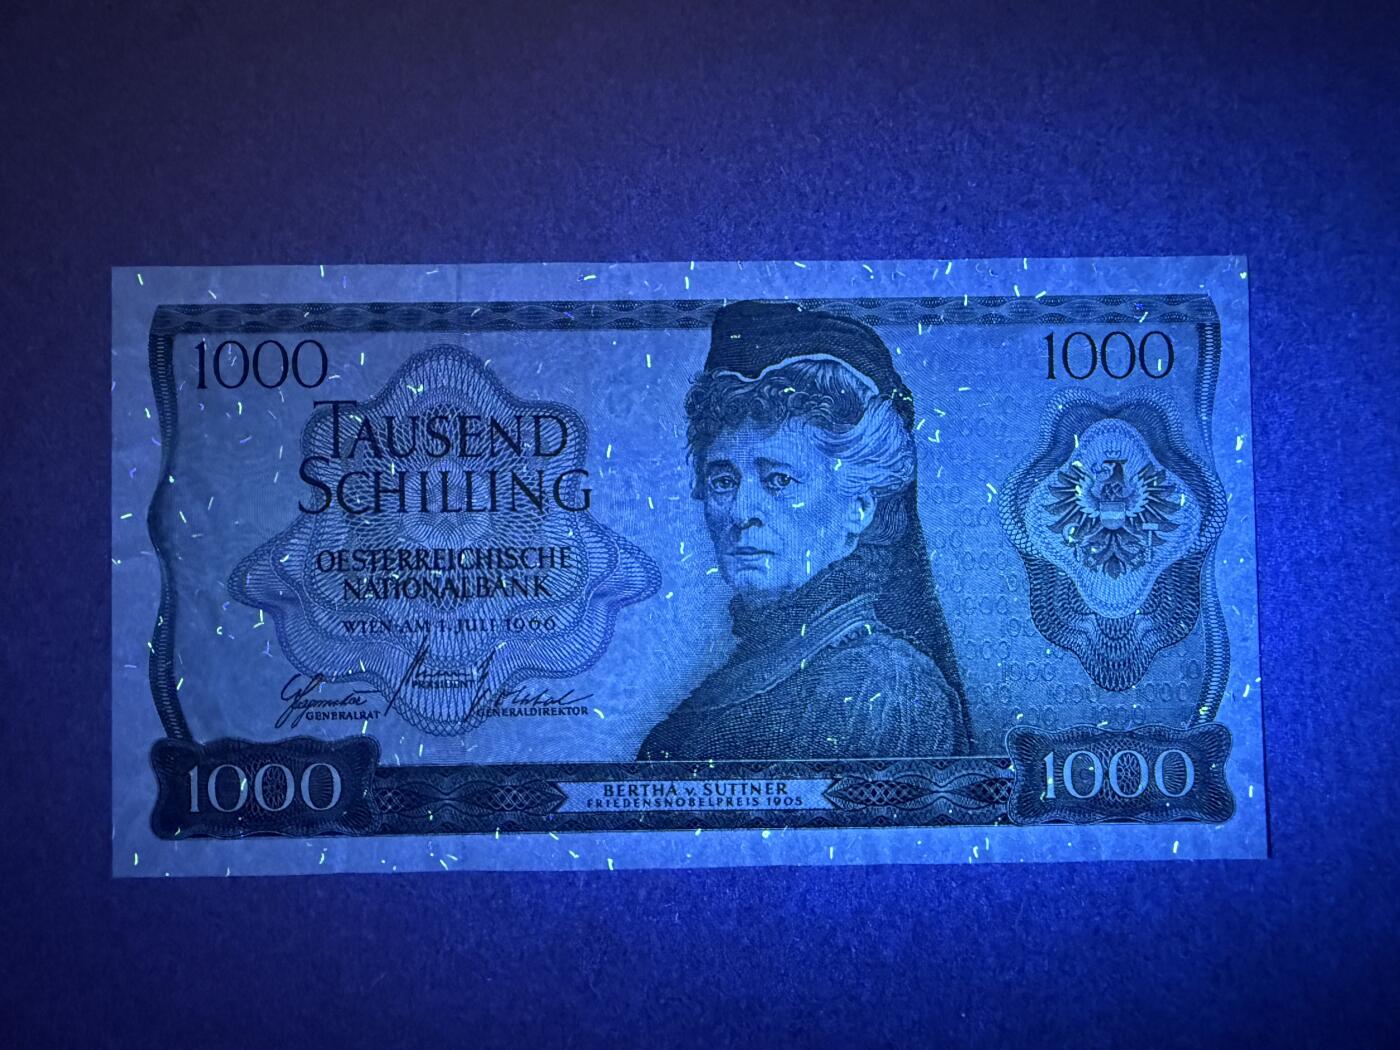 1000
1000
TAUSEND
SCHILLING
OESTERREICHISCHE
NATIONALBANK
WIEN AM 1. JULI 1966
PRÄSIDENT
GENERALRAT
GENERALDIREKTOR
1000
BERTHA v. SUTTNER
FRIEDENSNOBELPREIS 1905
1000